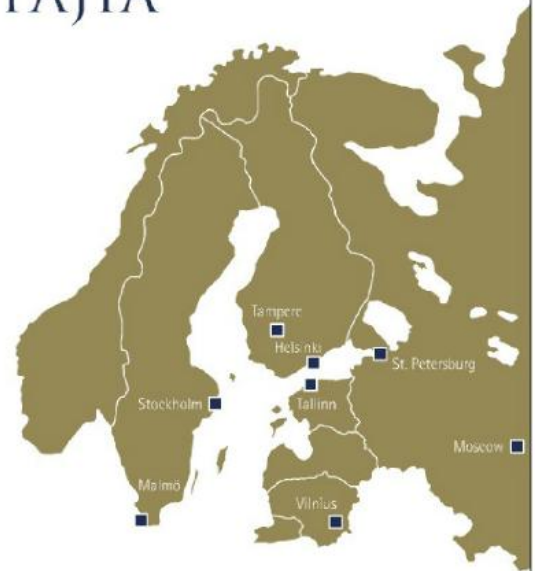 Tampere
Helsinki
St. Petersburg
Stockholm
Tallinn
Moscow
Malmö
Vilnius